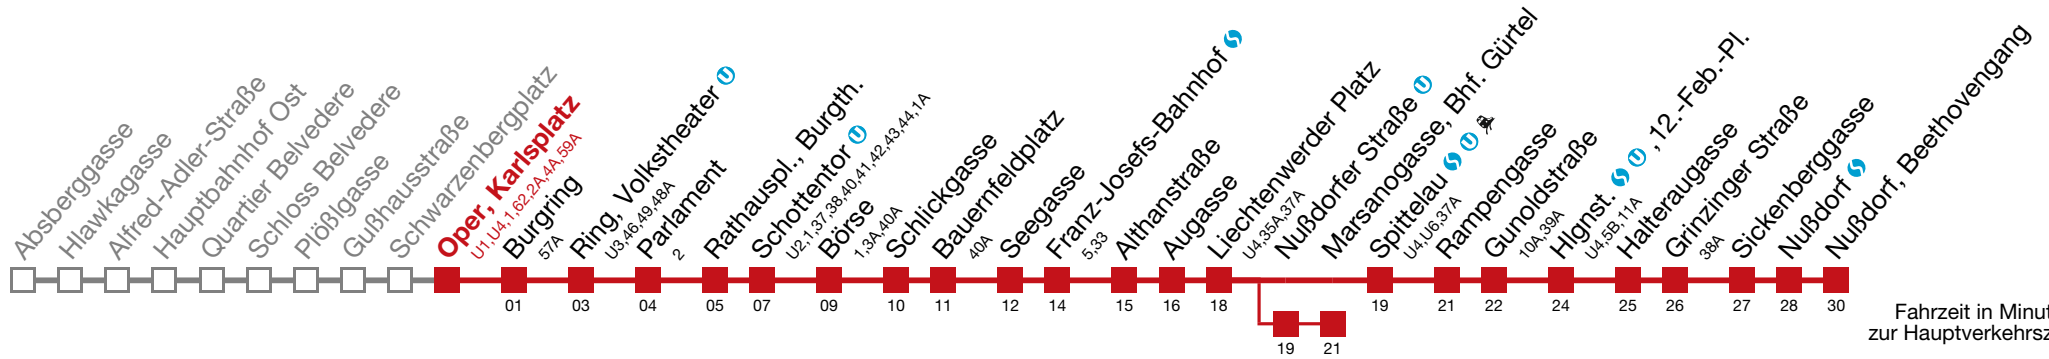 Absberggasse
Hlawkagasse
Alfred-Adler-Straße
Hauptbahnhof Ost
Quartier Belvedere
Schloss Belvedere
Plößlgasse
Gußhausstraße
Schwarzenbergplatz
Oper, Karlsplatz
U1,U4,1,62,2A,4A,59A
Burgring
57A
Ring, Volkstheater U
U3,46,49,48A
Parlament
2
Rathauspl., Burgth.
Schottentor U
U2,1,37,38,40,41,42,43,44,1A
Börse
1,3A,40A
Schlickgasse
Bauernfeldplatz
40A
Seegasse
Franz-Josefs-Bahnhof S
5,33
Althanstraße
Augasse
Liechtenwerder Platz
U4,35A,37A
Nußdorfer Straße U
Marsanogasse, Bhf. Gürtel
Spittelau S U
U4,U6,37A
Rampengasse
Gunoldstraße
10A,39A
Hlgnst. S U , 12.-Feb.-Pl.
U4,5B,11A
Halteraugasse
Grinzinger Straße
38A
Sickenberggasse
Nußdorf S
Nußdorf, Beethovengang
01 03 04 05 07 09 10 11 12 14 15 16 18 19 21 22 24 25 26 27 28 30
19 21
Fahrzeit in Minut
zur Hauptverkehrsz